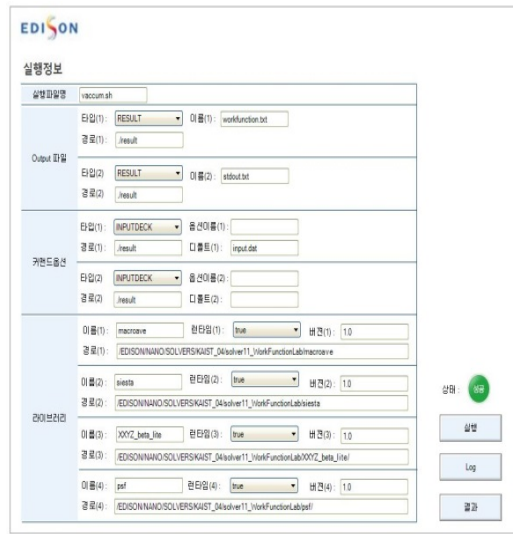 EDISON
실행정보
실행파일명 vaccum.sh
Output 파일
타입(1) : RESULT 이름(1) : workfunction.txt
경로(1) : ./result
타입(2) RESULT 이름(2) : stdout.txt
경로(2) ./result
커맨드옵션
타입(1) : INPUTDECK 옵션이름(1) :
경로(1) : ./result 디폴트(1) : input.dat
타입(2) INPUTDECK 옵션이름(2) :
경로(2) ./result 디폴트(2) :
라이브러리
이름(1) : macroave 런타임(1) : true 버젼(1) : 1.0
경로(1) : /EDISON/NANO/SOLVERS/KAIST_04/solver11_WorkFunctionLab/macroave
이름(2) : siesta 런타임(2) : true 버젼(2) : 1.0
경로(2) : /EDISON/NANO/SOLVERS/KAIST_04/solver11_WorkFunctionLab/siesta
이름(3) : XXYZ_beta_lite 런타임(3) : true 버젼(3) : 1.0
경로(3) : /EDISON/NANO/SOLVERS/KAIST_04/solver11_WorkFunctionLab/XXYZ_beta_lite/
이름(4) : psf 런타임(4) : true 버젼(4) : 1.0
경로(4) : /EDISON/NANO/SOLVERS/KAIST_04/solver11_WorkFunctionLab/psf/
상태 : 성공
실행
Log
결과